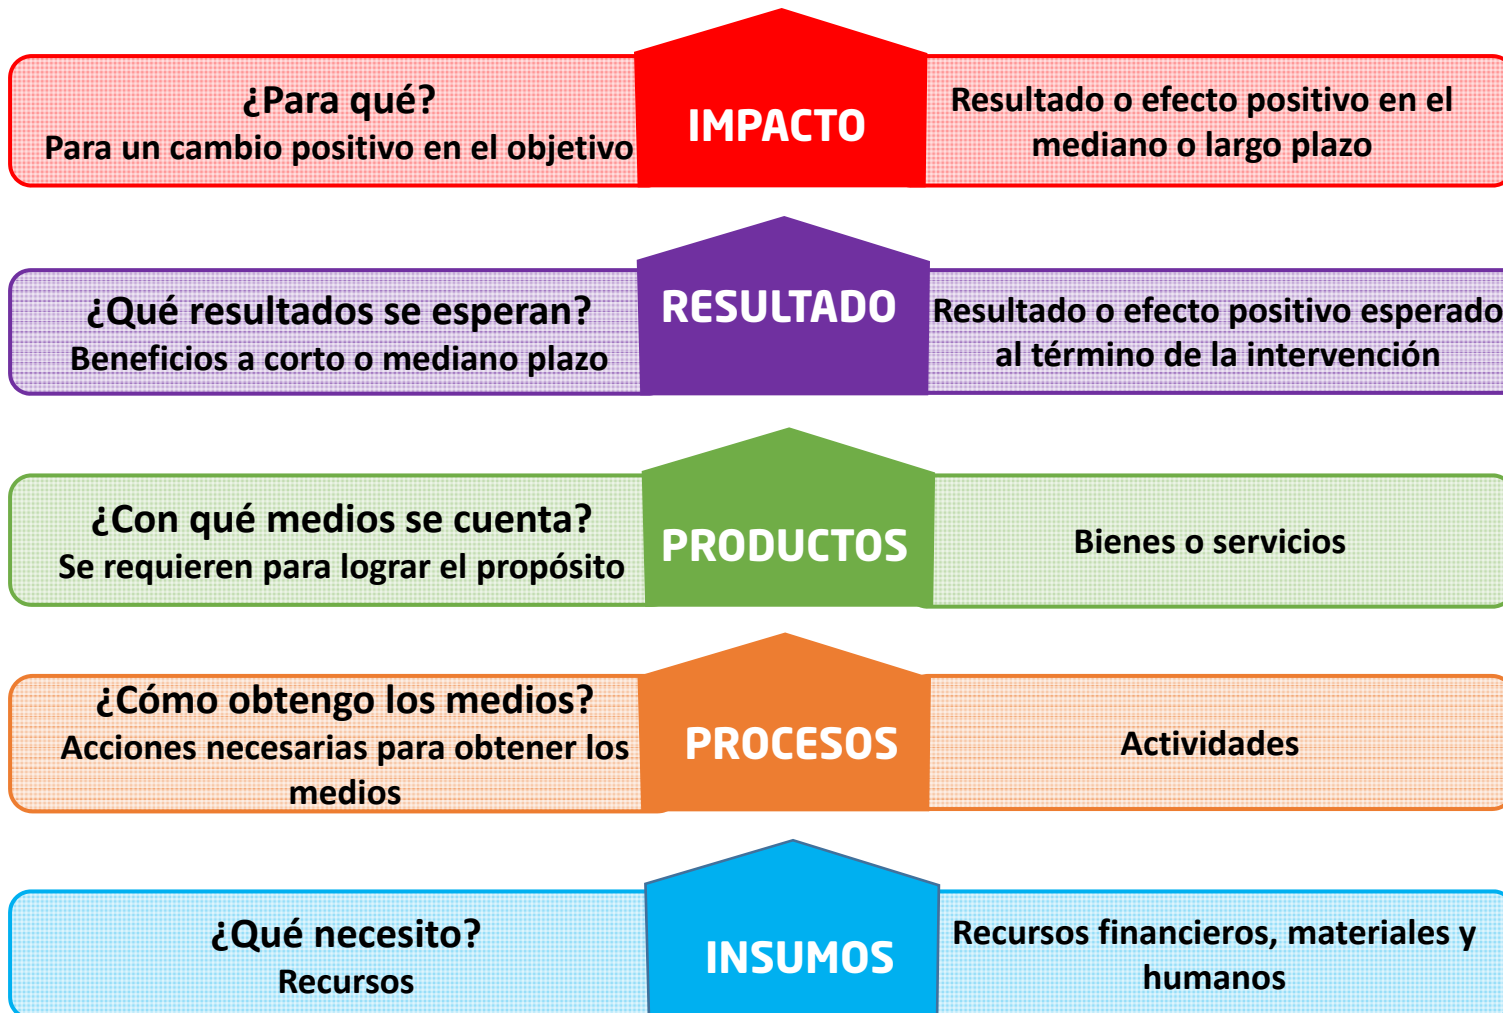 ¿Para qué?
Para un cambio positivo en el objetivo
IMPACTO
Resultado o efecto positivo en el
mediano o largo plazo
¿Qué resultados se esperan?
Beneficios a corto o mediano plazo
RESULTADO
Resultado o efecto positivo esperado
al término de la intervención
¿Con qué medios se cuenta?
Se requieren para lograr el propósito
PRODUCTOS
Bienes o servicios
¿Cómo obtengo los medios?
Acciones necesarias para obtener los
medios
PROCESOS
Actividades
¿Qué necesito?
Recursos
INSUMOS
Recursos financieros, materiales y
humanos